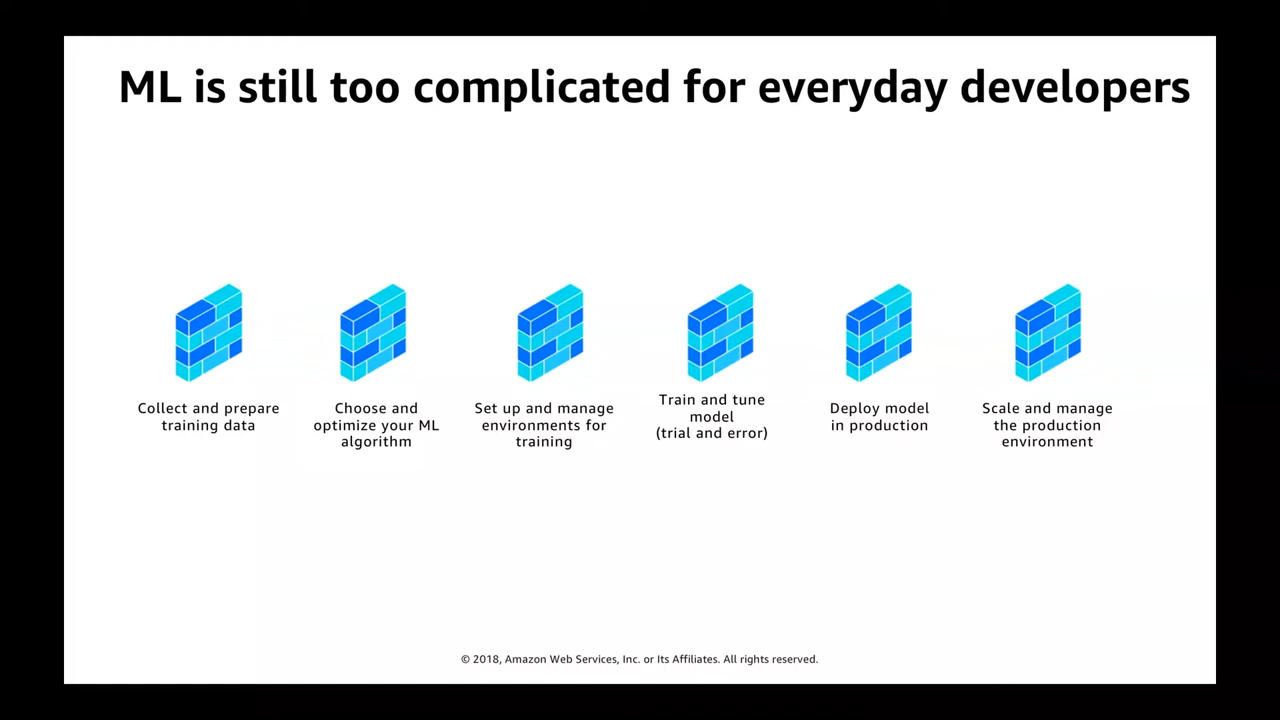 ML is still too complicated for everyday developers
Collect and prepare
training data
Choose and
optimize your ML
algorithm
Set up and manage
environments for
training
Train and tune
model
(trial and error)
Deploy model
in production
Scale and manage
the production
environment
© 2018, Amazon Web Services, Inc. or Its Affiliates. All rights reserved.